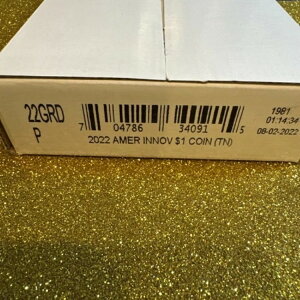 22GRD
P
7 04786 34091 5
2022 AMER INNOV $1 COIN (TN)
1981
01:14:34
08-02-2022